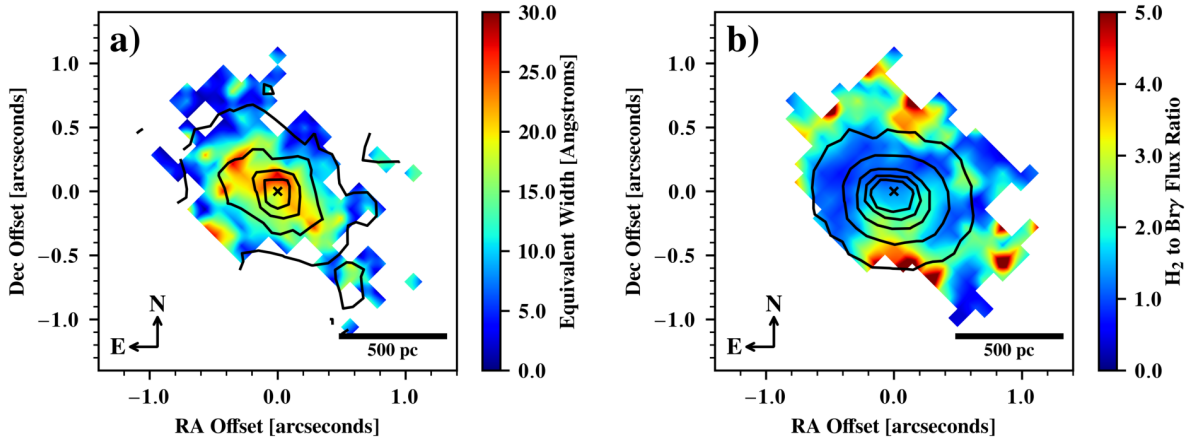 a)
1.0
0.5
0.0
−0.5
−1.0
Dec Offset [arcseconds]
N
E
500 pc
−1.0
0.0
1.0
RA Offset [arcseconds]
30.0
25.0
20.0
15.0
10.0
5.0
0.0
Equivalent Width [Angstroms]
b)
1.0
0.5
0.0
−0.5
−1.0
Dec Offset [arcseconds]
N
E
500 pc
−1.0
0.0
1.0
RA Offset [arcseconds]
5.0
4.0
3.0
2.0
1.0
0.0
H₂ to Brγ Flux Ratio